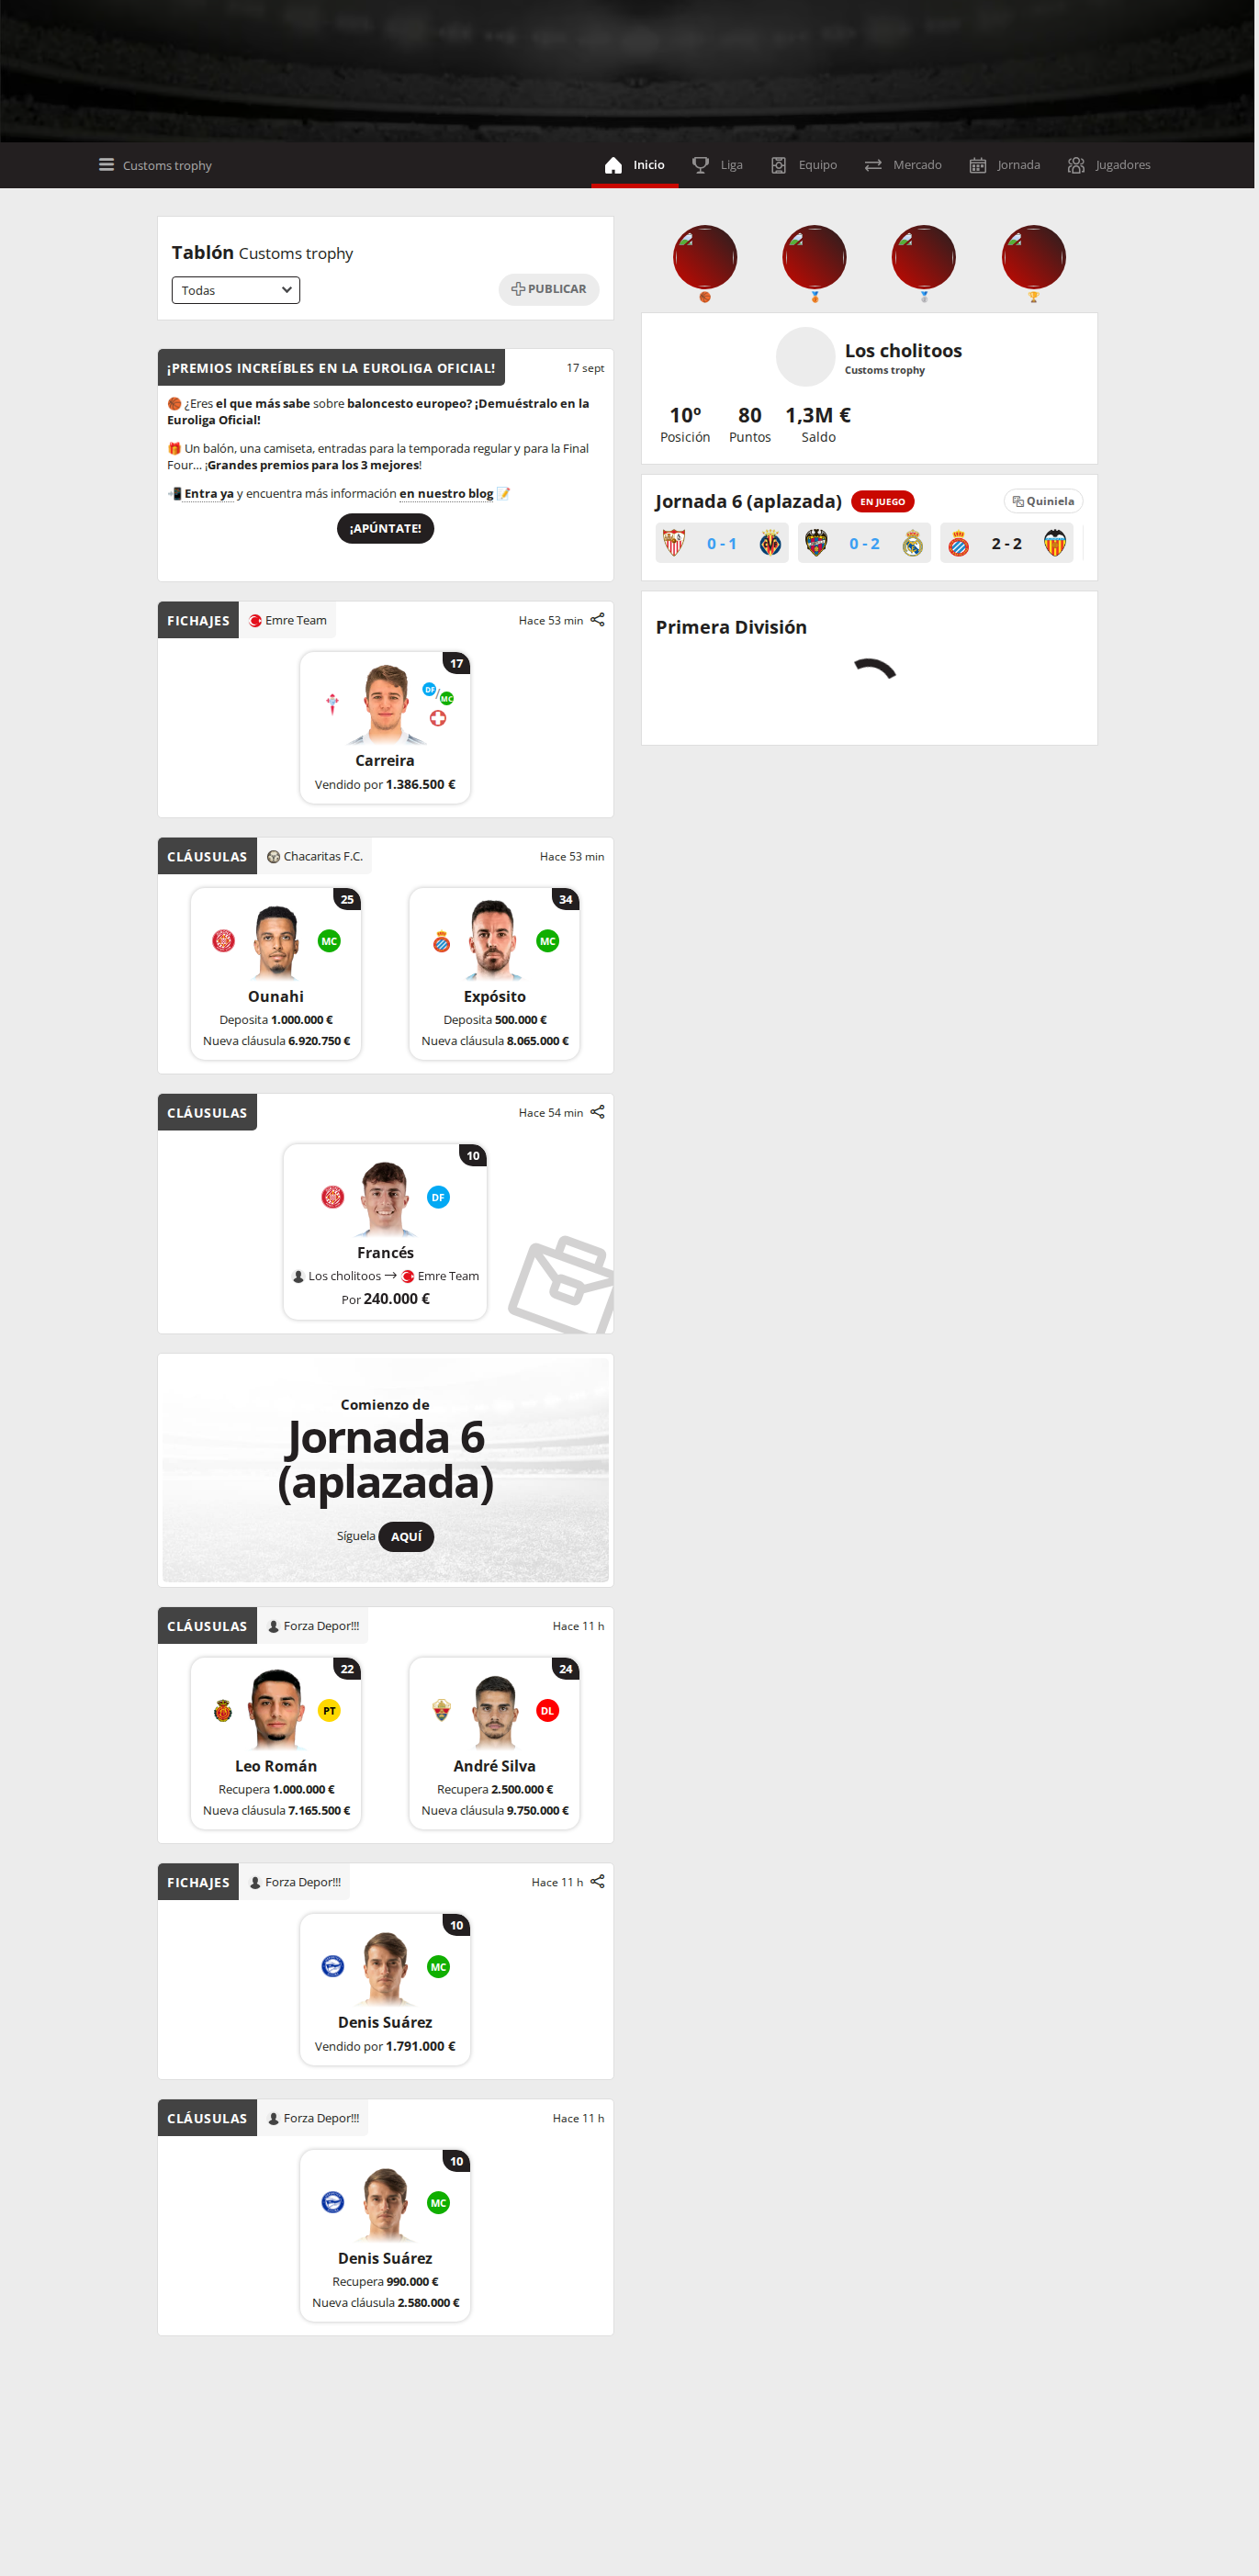 Customs trophy
Inicio
Liga
Equipo
Mercado
Jornada
Jugadores
Tablón Customs trophy
Todas
PUBLICAR
¡PREMIOS INCREÍBLES EN LA EUROLIGA OFICIAL!
17 sept
🏀 ¿Eres el que más sabe sobre baloncesto europeo? ¡Demuéstralo en la
Euroliga Oficial!
🎁 Un balón, una camiseta, entradas para la temporada regular y para la Final
Four... ¡Grandes premios para los 3 mejores!
📲 Entra ya y encuentra más información en nuestro blog 📝
¡APÚNTATE!
FICHAJES
Emre Team
Hace 53 min
17
DF/MC
Carreira
Vendido por 1.386.500 €
CLÁUSULAS
Chacaritas F.C.
Hace 53 min
25
MC
Ounahi
Deposita 1.000.000 €
Nueva cláusula 6.920.750 €
34
MC
Expósito
Deposita 500.000 €
Nueva cláusula 8.065.000 €
CLÁUSULAS
Hace 54 min
10
DF
Francés
Los cholitoos → Emre Team
Por 240.000 €
Comienzo de
Jornada 6
(aplazada)
Síguela AQUÍ
CLÁUSULAS
Forza Depor!!!
Hace 11 h
22
PT
Leo Román
Recupera 1.000.000 €
Nueva cláusula 7.165.500 €
24
DL
André Silva
Recupera 2.500.000 €
Nueva cláusula 9.750.000 €
FICHAJES
Forza Depor!!!
Hace 11 h
10
MC
Denis Suárez
Vendido por 1.791.000 €
CLÁUSULAS
Forza Depor!!!
Hace 11 h
10
MC
Denis Suárez
Recupera 990.000 €
Nueva cláusula 2.580.000 €
Los cholitoos
Customs trophy
10º
Posición
80
Puntos
1,3M €
Saldo
Jornada 6 (aplazada)
EN JUEGO
Quiniela
0 - 1
0 - 2
2 - 2
Primera División